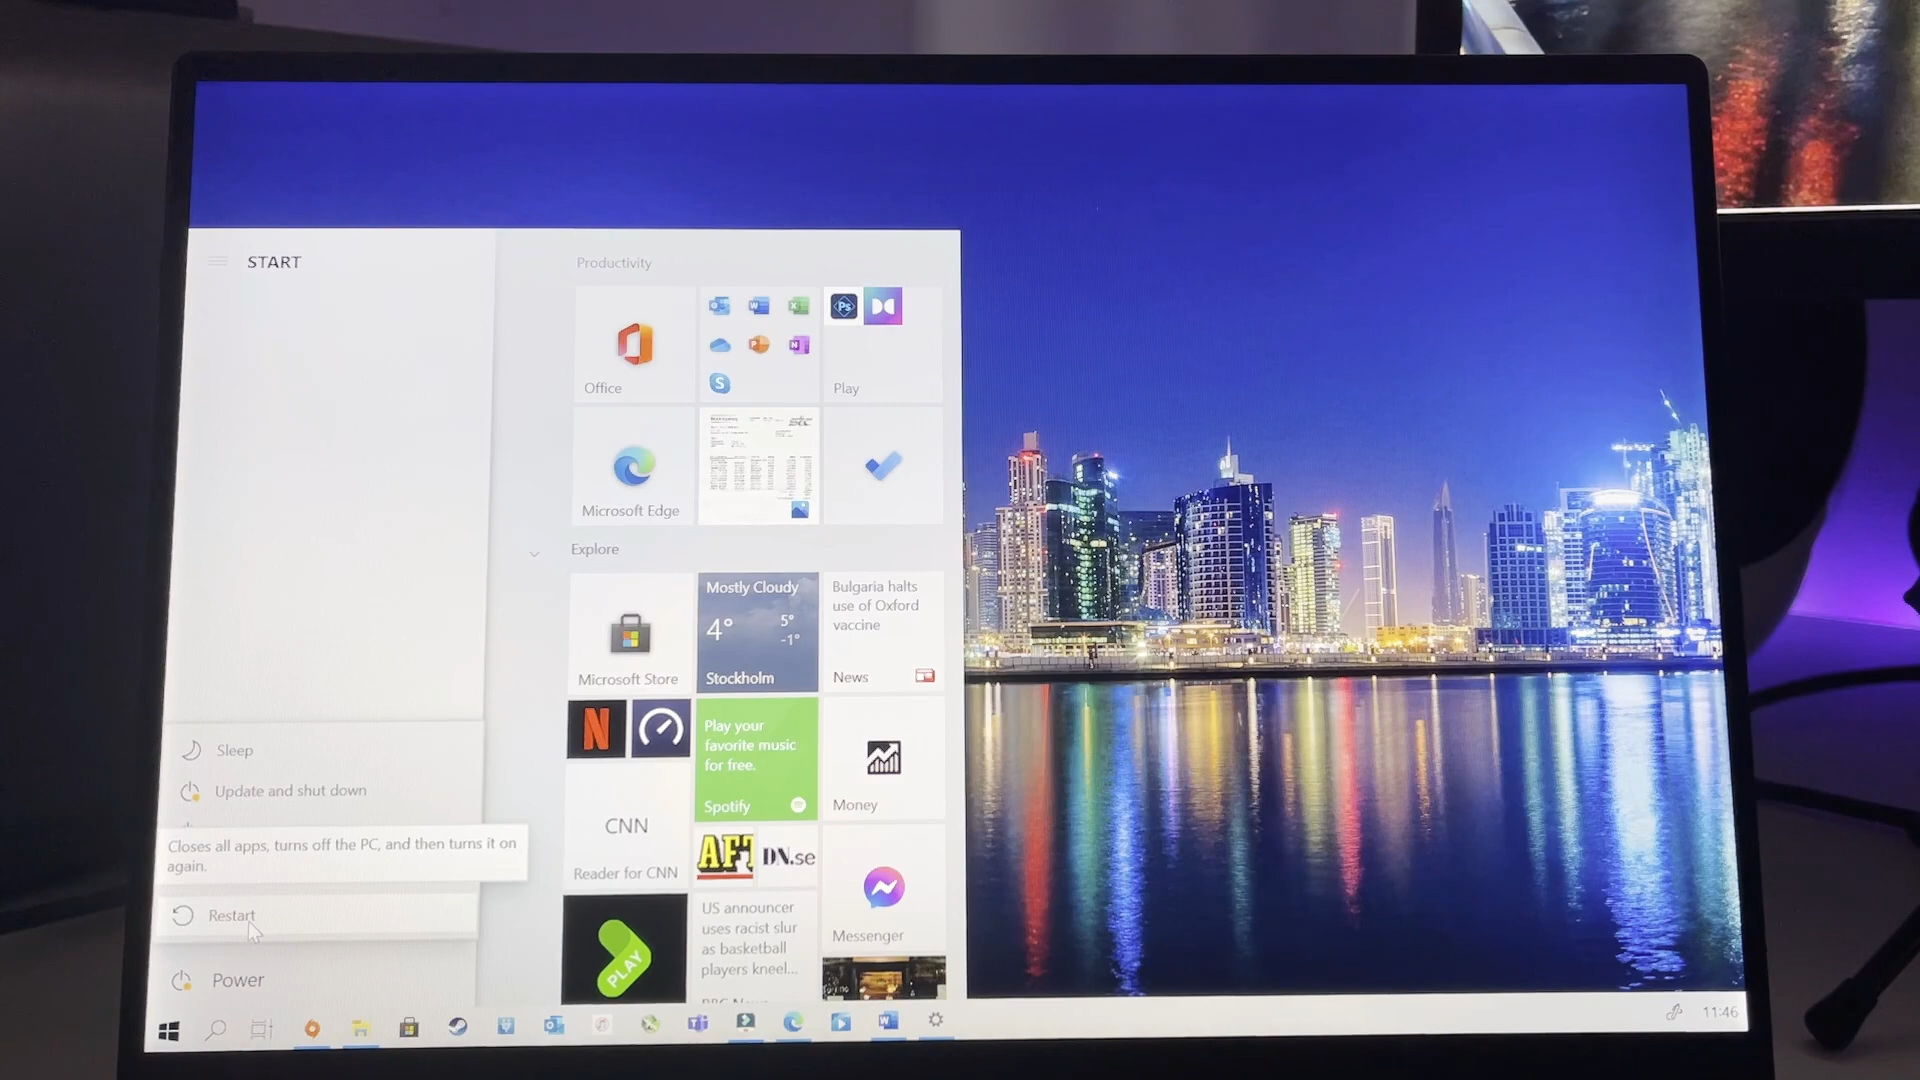 START
Productivity
Office
Ps
Play
Microsoft Edge
Explore
Microsoft Store
Mostly Cloudy
4°
5°
-1°
Stockholm
Bulgaria halts
use of Oxford
vaccine
News
N
Play your
favorite music
for free.
Spotify
Money
CNN
Reader for CNN
AFT
DN.se
Messenger
PLAY
US announcer
uses racist slur
as basketball
players kneel...
Sleep
Update and shut down
Closes all apps, turns off the PC, and then turns it on
again.
Restart
Power
11:46